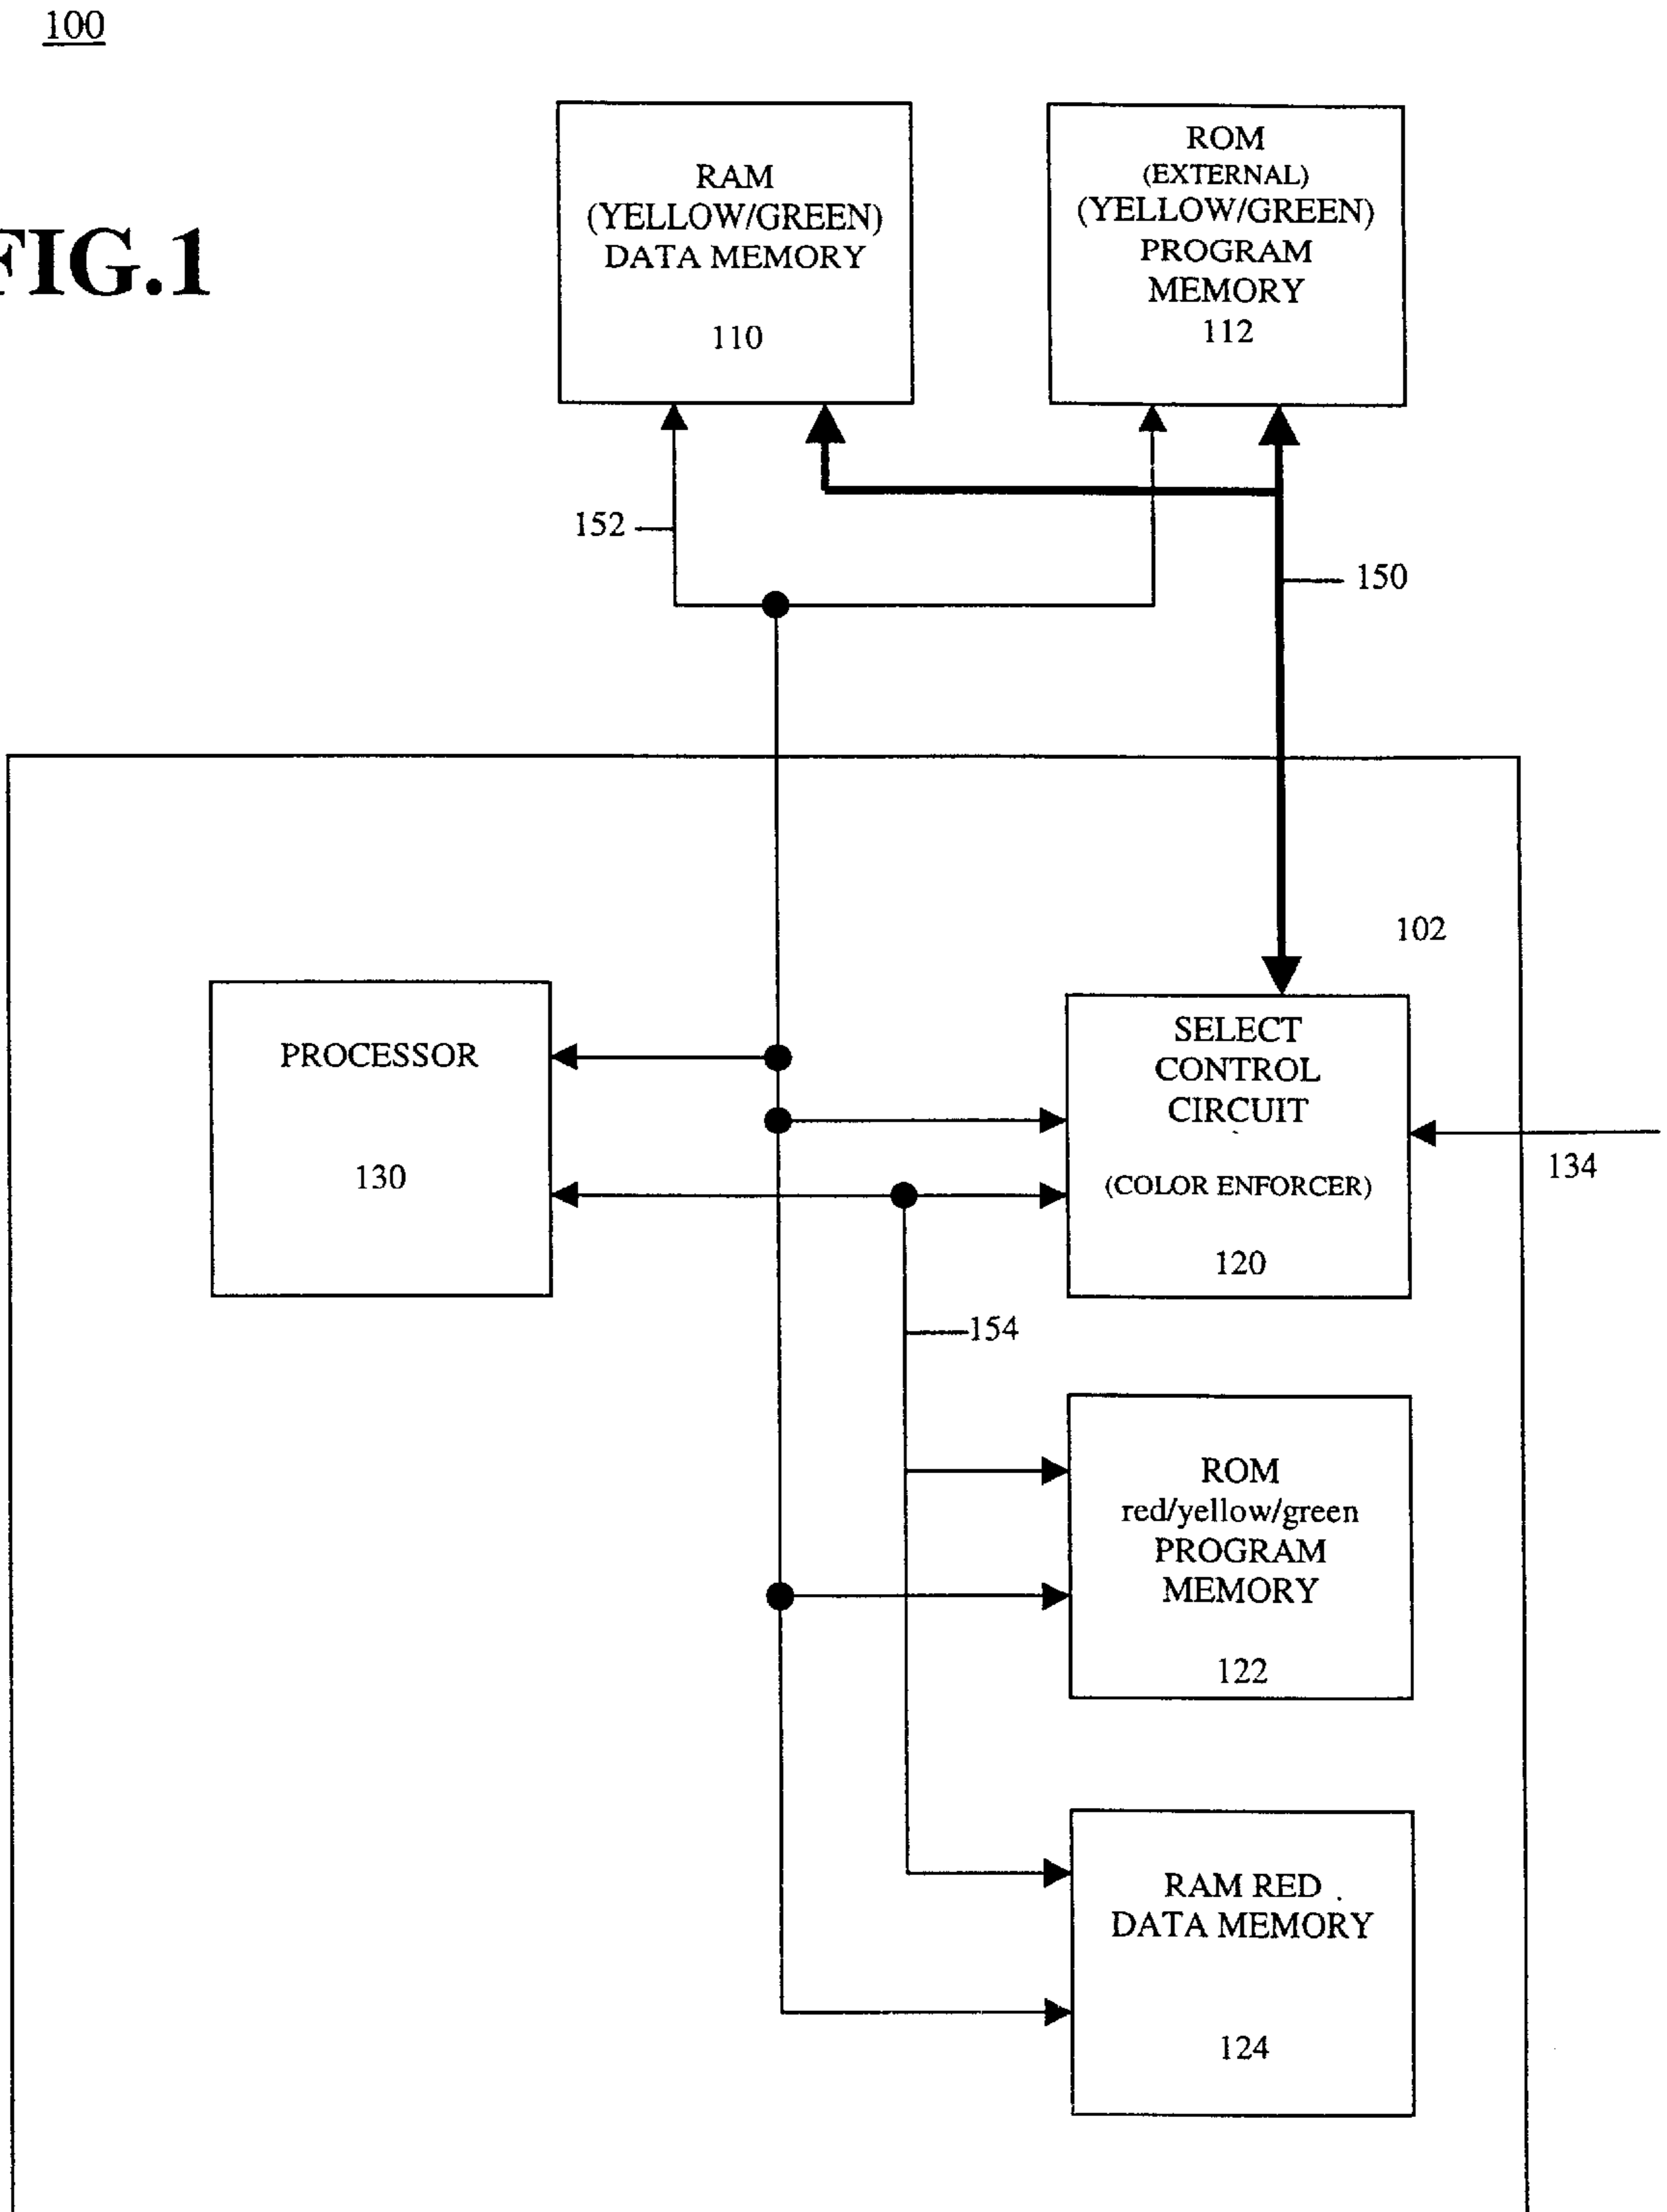 100
FIG.1
RAM
(YELLOW/GREEN)
DATA MEMORY
110
ROM
(EXTERNAL)
(YELLOW/GREEN)
PROGRAM
MEMORY
112
152
150
102
PROCESSOR
130
SELECT
CONTROL
CIRCUIT
(COLOR ENFORCER)
120
134
154
ROM
red/yellow/green
PROGRAM
MEMORY
122
RAM RED
DATA MEMORY
124